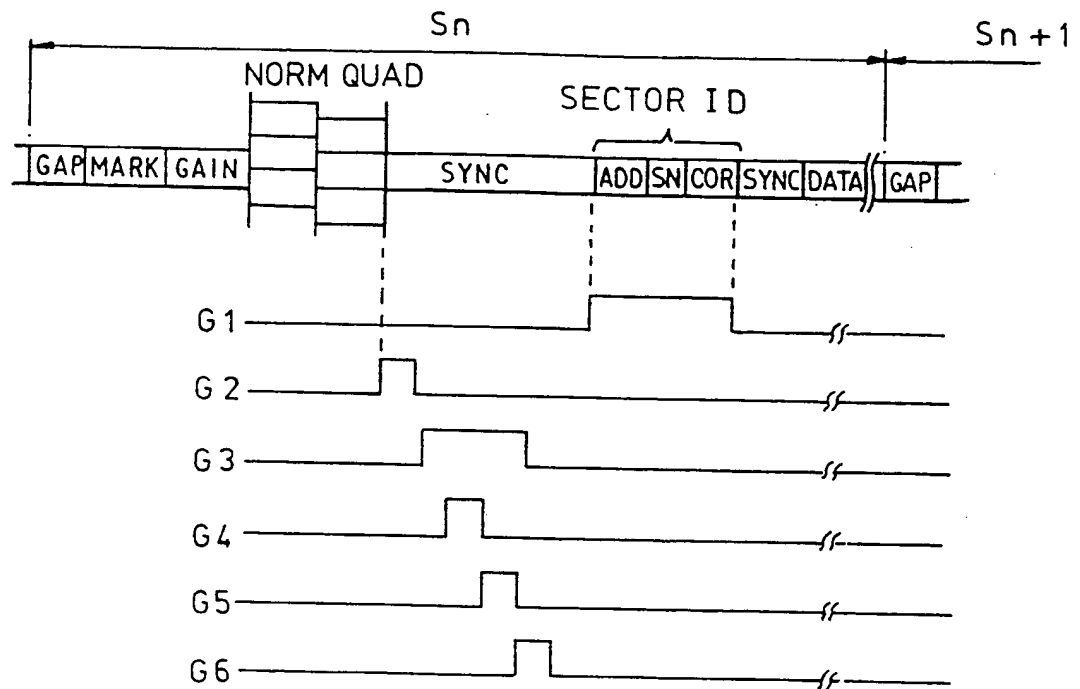 Sn
Sn+1
NORM QUAD
SECTOR ID
GAP MARK GAIN SYNC ADD SN COR SYNC DATA GAP
G1
G2
G3
G4
G5
G6